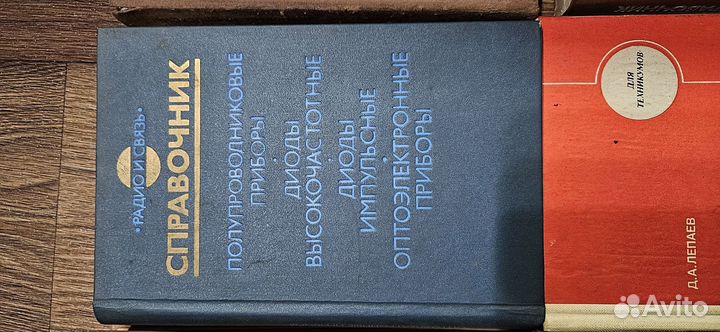 • РАДИО И СВЯЗЬ •
СПРАВОЧНИК
ПОЛУПРОВОДНИКОВЫЕ
ПРИБОРЫ
•
ДИОДЫ
ВЫСОКОЧАСТОТНЫЕ
•
ДИОДЫ
ИМПУЛЬСНЫЕ
•
ОПТОЭЛЕКТРОННЫЕ
ПРИБОРЫ
ДЛЯ
ТЕХНИКУМОВ
Д. А. ЛЕПАЕВ
Avito